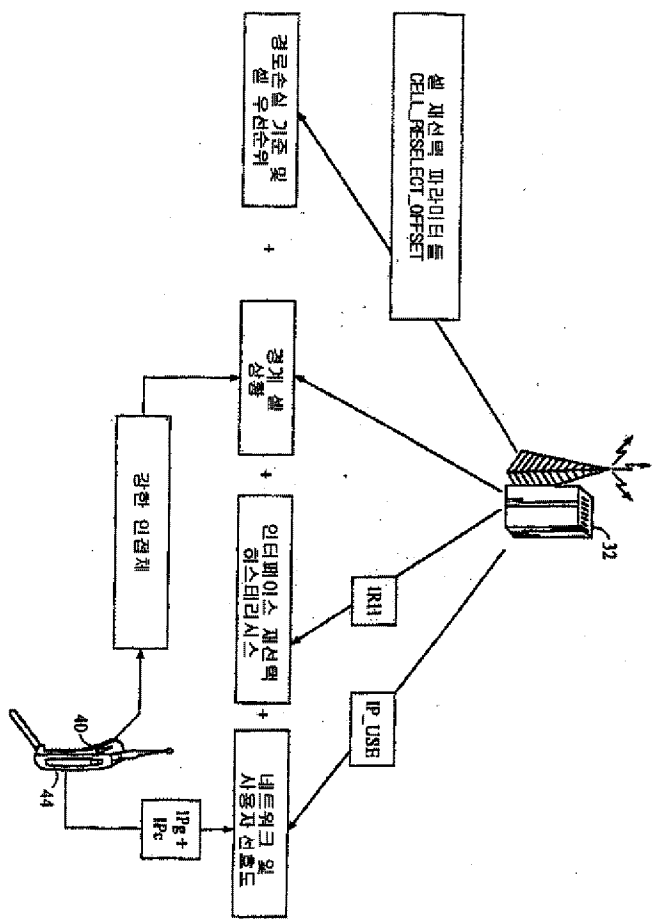 32
셀 재선택 파라미터들
CELL_RESELECT_OFFSET
IRH
IP_USE
경로손실 기준 및
셀 우선순위
+
경계 셀
상황
+
인터페이스 재선택
히스테리시스
+
네트워크 및
사용자 선호도
강한 인접체
IPg+
IPc
40
44